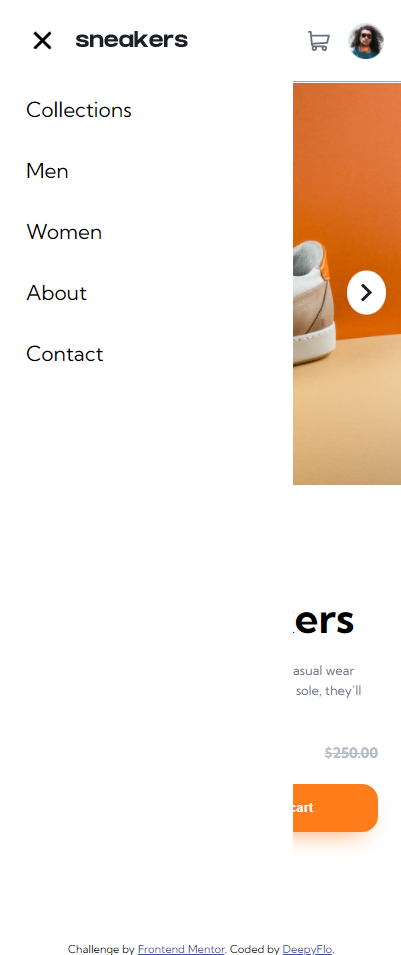 sneakers
Collections
Men
Women
About
Contact
ers
asual wear
sole, they'll
$250.00
cart
Challenge by Frontend Mentor. Coded by DeepyFlo.